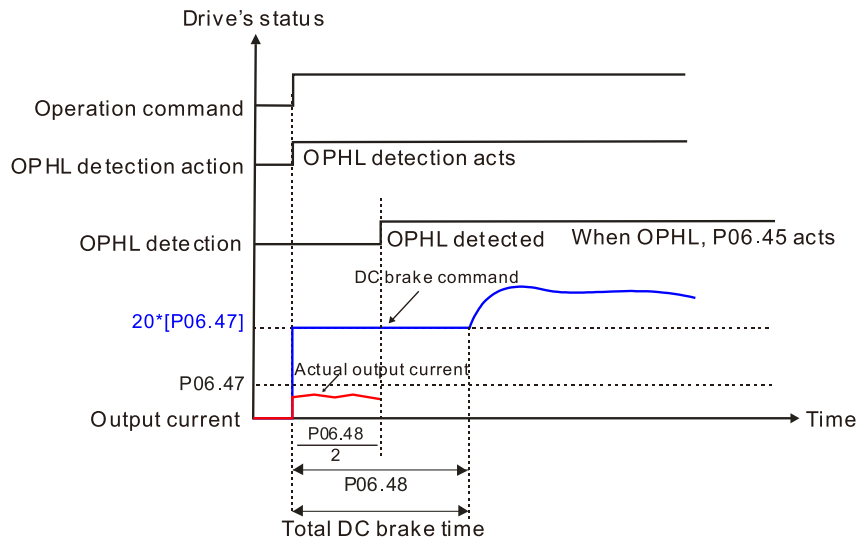 Drive's status
Operation command
OPHL detection action
OPHL detection acts
OPHL detection
OPHL detected
When OPHL, P06.45 acts
DC brake command
20*[P06.47]
Actual output current
P06.47
Output current
Time
P06.48
2
P06.48
Total DC brake time